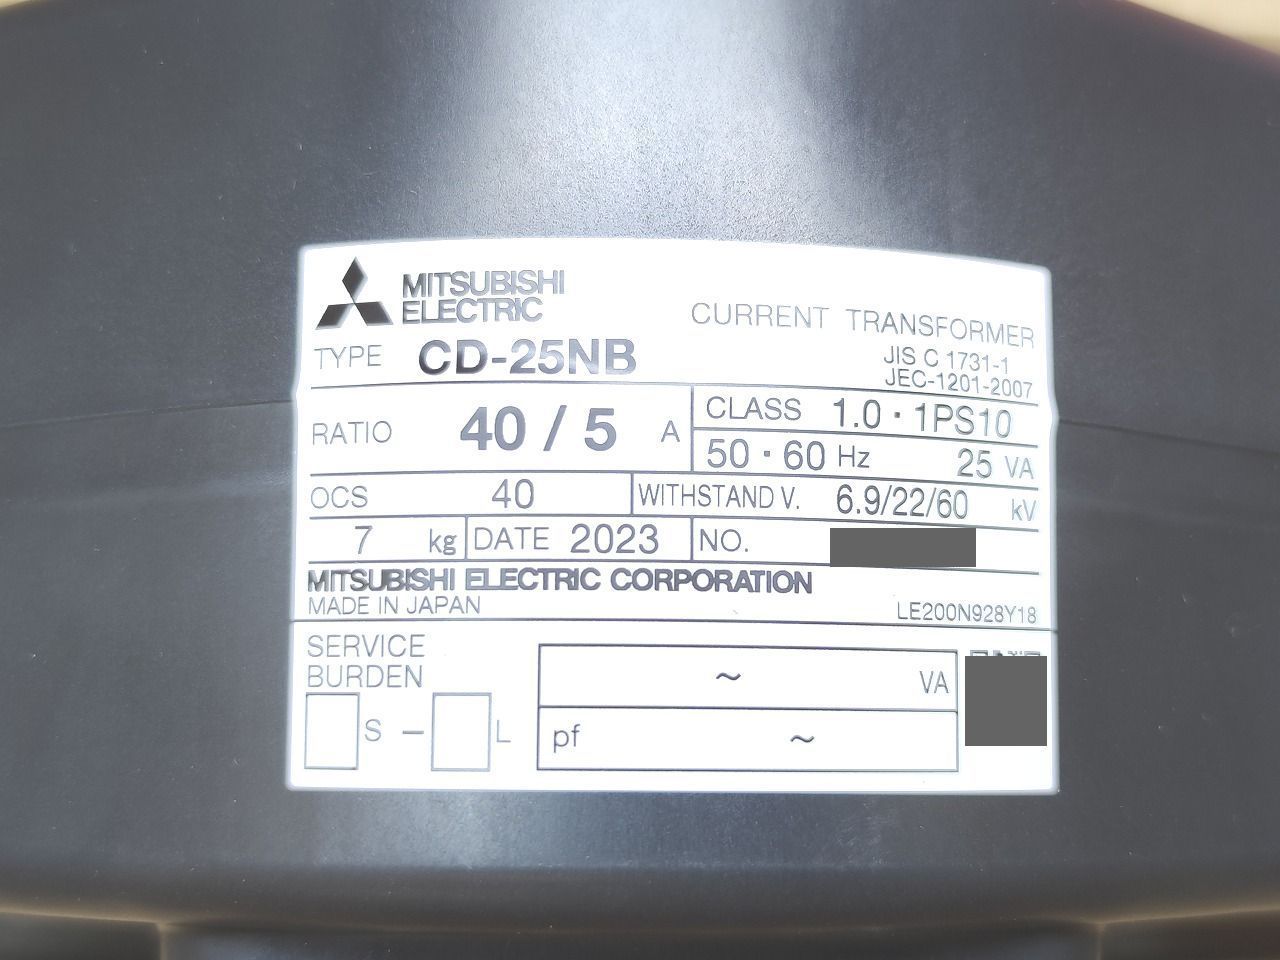 MITSUBISHI
ELECTRIC
CURRENT TRANSFORMER
TYPE CD-25NB
JIS C 1731-1
JEC-1201-2007
RATIO 40 / 5 A
CLASS 1.0・1PS10
50・60 Hz 25 VA
OCS 40 WITHSTAND V. 6.9/22/60 kV
7 kg DATE 2023 NO.
MITSUBISHI ELECTRIC CORPORATION
MADE IN JAPAN LE200N928Y18
SERVICE
BURDEN
~ VA
S - L
pf ~